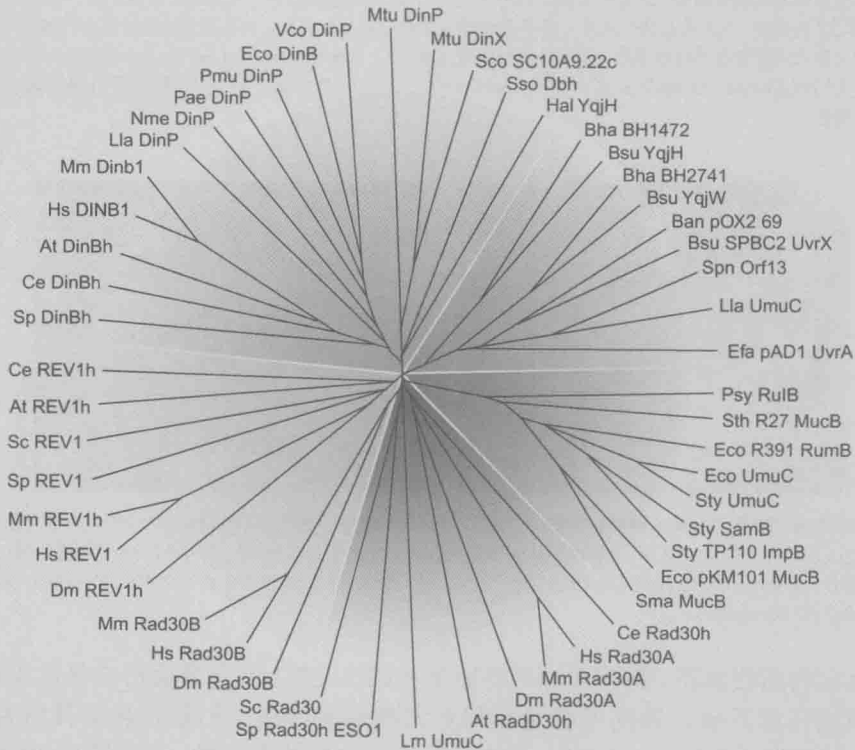 Mtu DinP
Mtu DinX
Sco SC10A9.22c
Sso Dbh
Hal YqjH
Bha BH1472
Bsu YqjH
Bha BH2741
Bsu YqjW
Ban pOX2 69
Bsu SPBC2 UvrX
Spn Orf13
Lla UmuC
Efa pAD1 UvrA
Psy RulB
Sth R27 MucB
Eco R391 RumB
Eco UmuC
Sty UmuC
Sty SamB
Sty TP110 ImpB
Eco pKM101 MucB
Sma MucB
Ce Rad30h
Hs Rad30A
Mm Rad30A
Dm Rad30A
At RadD30h
Lm UmuC
Sp Rad30h ESO1
Sc Rad30
Dm Rad30B
Hs Rad30B
Mm Rad30B
Dm REV1h
Hs REV1
Mm REV1h
Sp REV1
Sc REV1
At REV1h
Ce REV1h
Sp DinBh
Ce DinBh
At DinBh
Hs DINB1
Mm Dinb1
Lla DinP
Nme DinP
Pae DinP
Pmu DinP
Eco DinB
Vco DinP